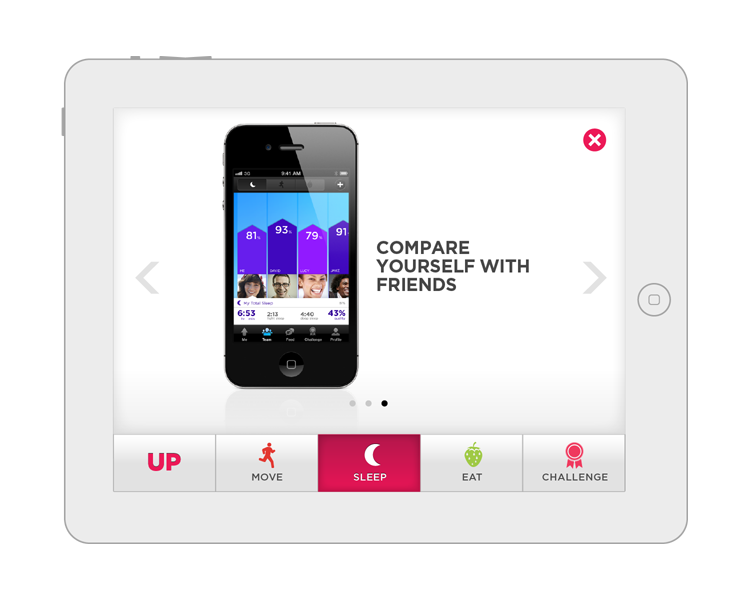 9:41 AM
81%
93%
79%
91
ME
DAVID
LUCY
My Total Sleep
6:53
2:13
4:40
43%
Me
Team
Feed
Challenge
Profile
COMPARE
YOURSELF WITH
FRIENDS
UP
MOVE
SLEEP
EAT
CHALLENGE